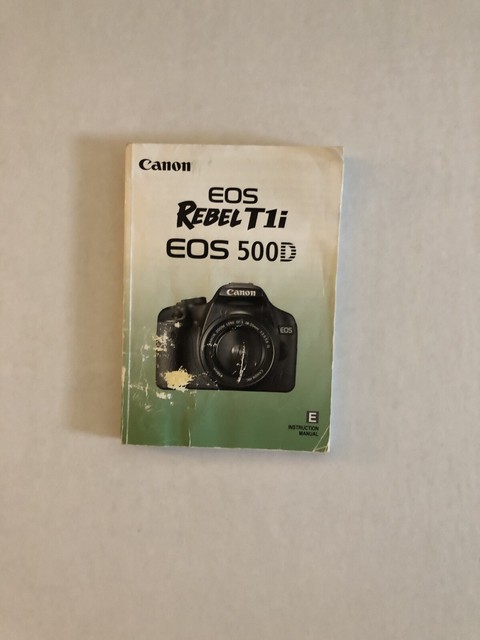 Canon
EOS
REBEL T1i
EOS 500D
Canon
EOS
E
INSTRUCTION
MANUAL